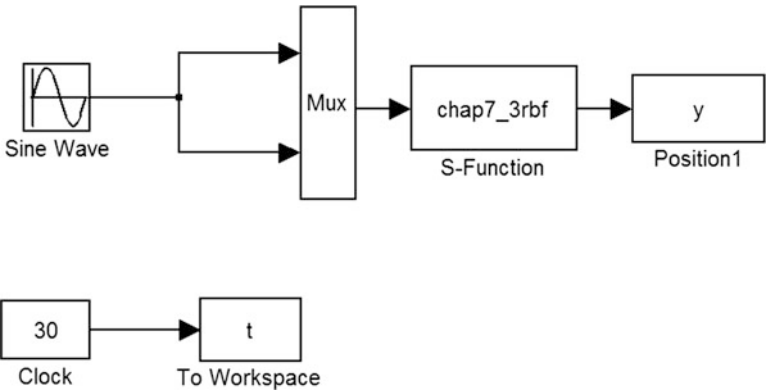 Sine Wave
Mux
chap7_3rbf
S-Function
y
Position1
30
Clock
t
To Workspace